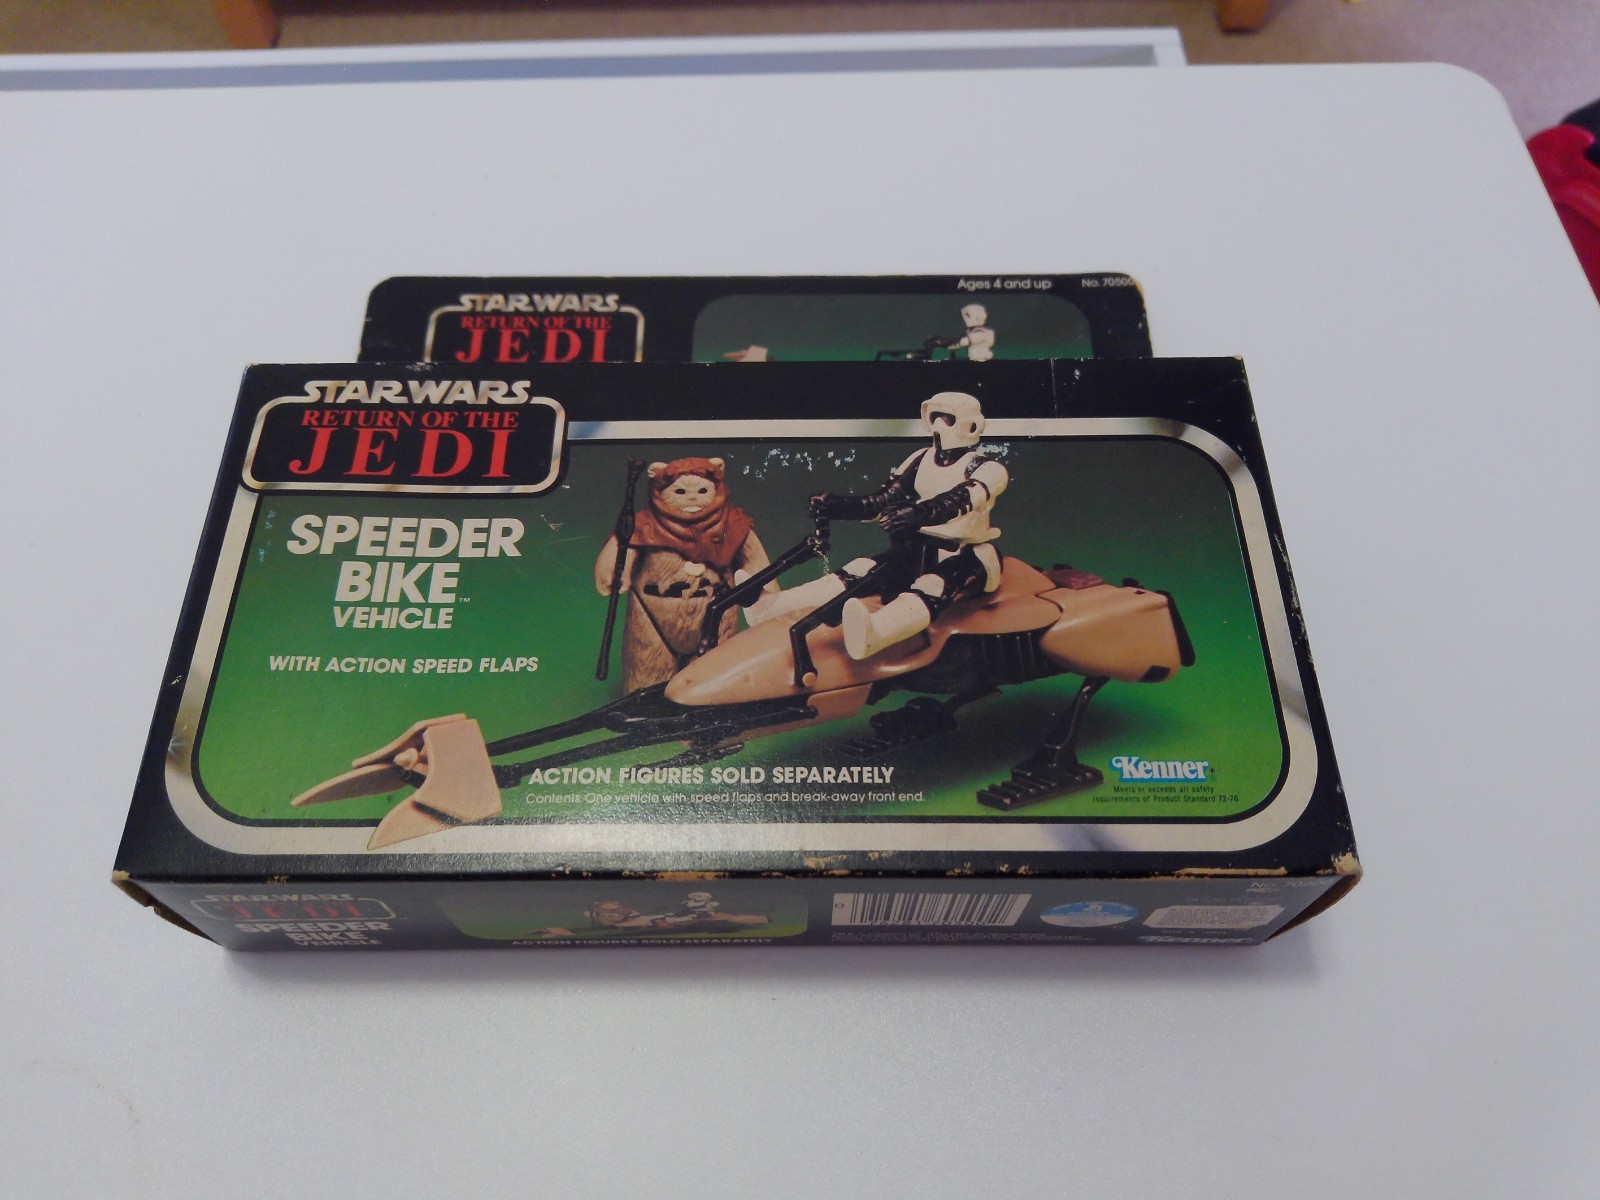 STAR WARS
RETURN OF THE
JEDI
Ages 4 and up
No. 70500
STAR WARS
RETURN OF THE
JEDI
SPEEDER
BIKE™
VEHICLE
WITH ACTION SPEED FLAPS
ACTION FIGURES SOLD SEPARATELY
Contents: One vehicle with speed flaps and break-away front end.
Kenner
Meets or exceeds all safety
requirements of Product Standard 72-76
STAR WARS
JEDI
SPEEDER
BIKE
VEHICLE
ACTION FIGURES SOLD SEPARATELY
Kenner